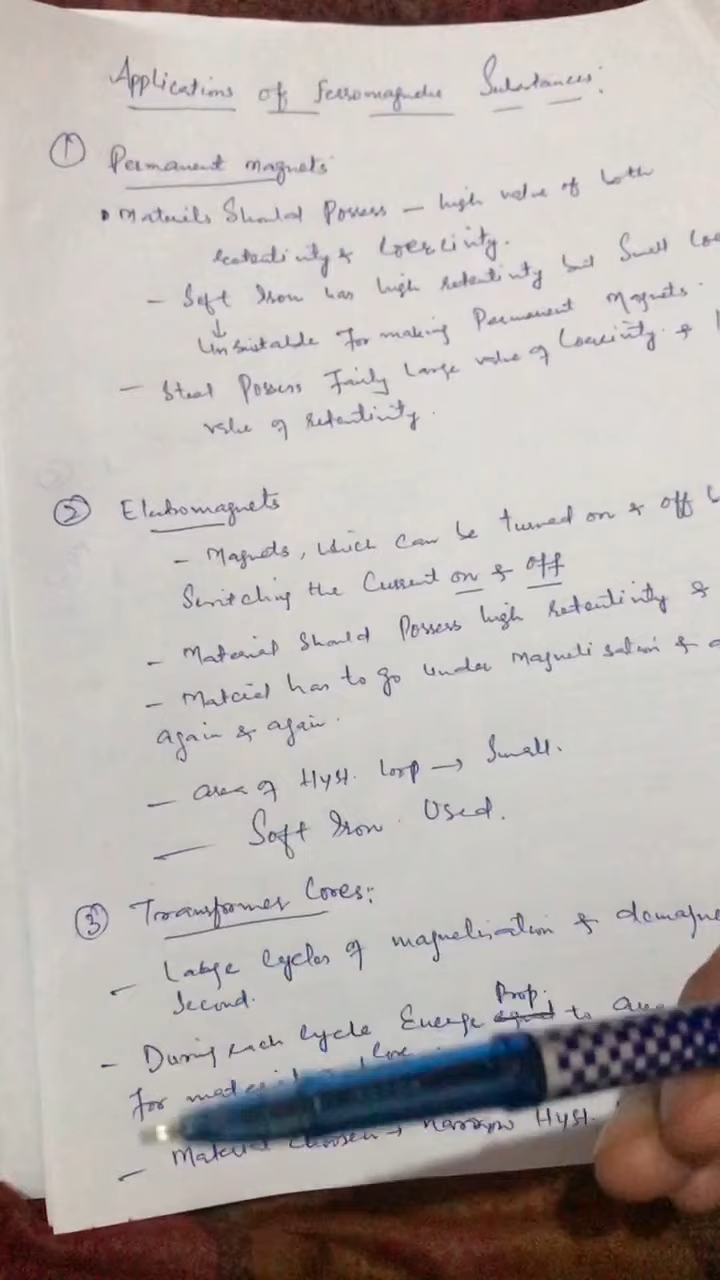 Applications of Ferromagnetic Substances:
① Permanent magnets
• Materials Should Possess – high value of both
retentivity & Coercivity.
– Soft Iron has high retentivity but Small
↓
Unsuitable For making Permanent Magnets.
– Steel Possess Fairly Large value of Coercivity &
value of retentivity.
② Electromagnets
– Magnets, which can be turned on & off
Switching the Current on & off
– Material Should Possess high retentivity &
– Material has to go under magnetisation &
again & again.
– area of Hyst. loop → Small.
– Soft Iron Used.
③ Transformer Cores:
– Large Cycles of magnetisation &
Second.
– During each Cycle Energy Prop. to
For
– Material Choosen → narrow Hyst.